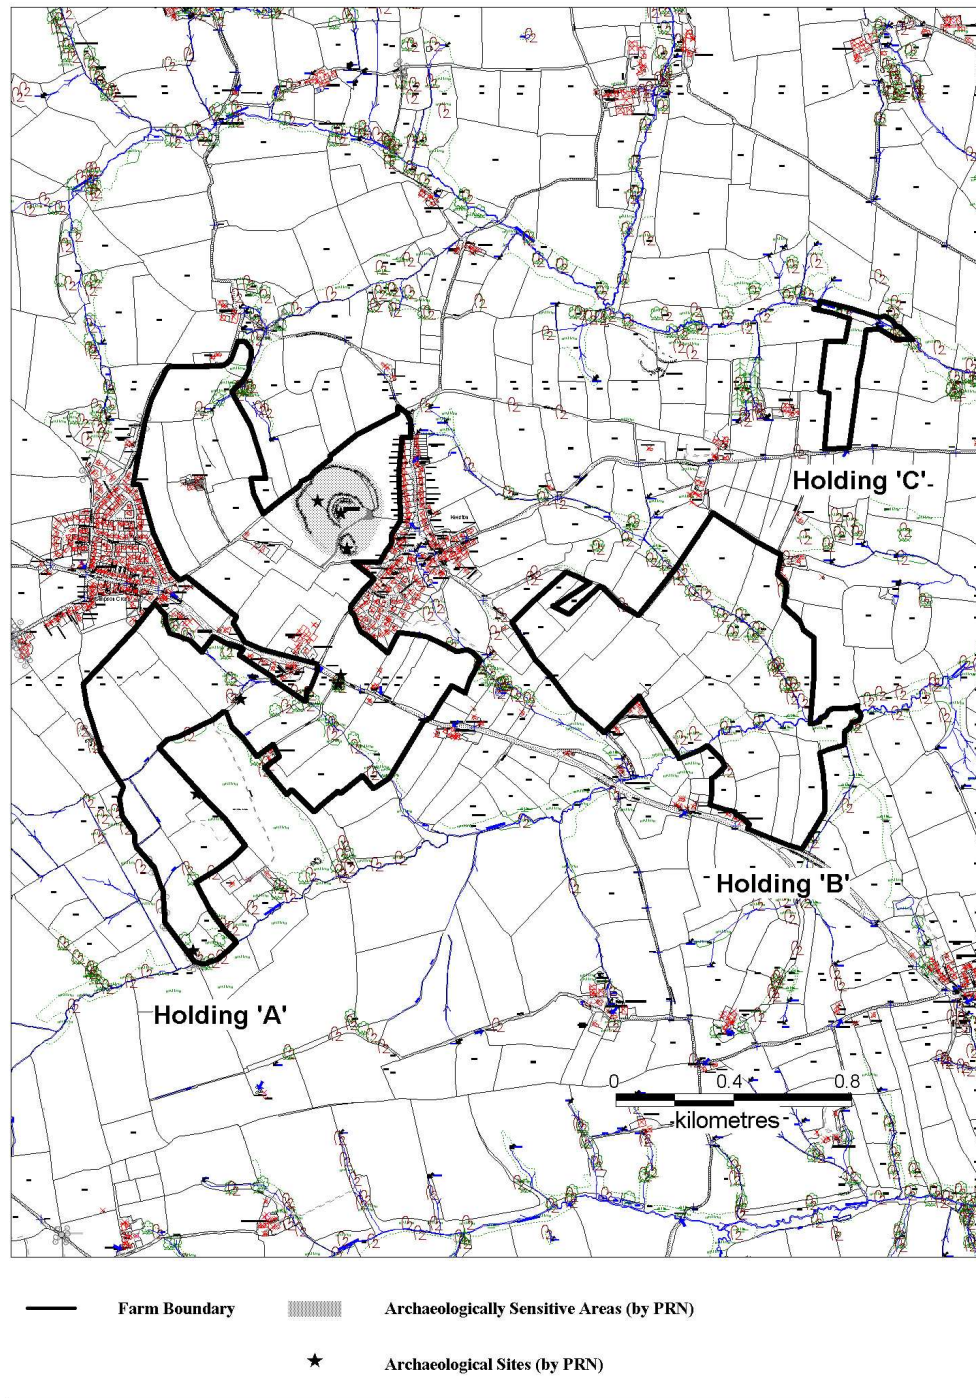 Holding 'C'
Holding 'B'
Holding 'A'
0 0.4 0.8
kilometres
Farm Boundary
Archaeologically Sensitive Areas (by PRN)
Archaeological Sites (by PRN)